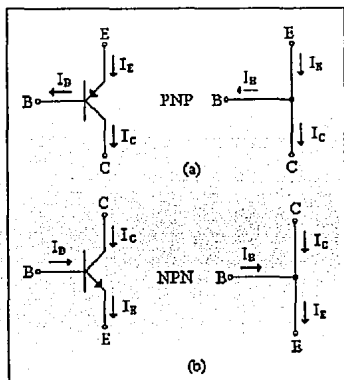 E E
I_B I_E I_B I_E
B PNP B
I_C I_C
C (a) C
C C
I_B I_C I_B I_C
B NPN B
I_E I_E
E E
(b)